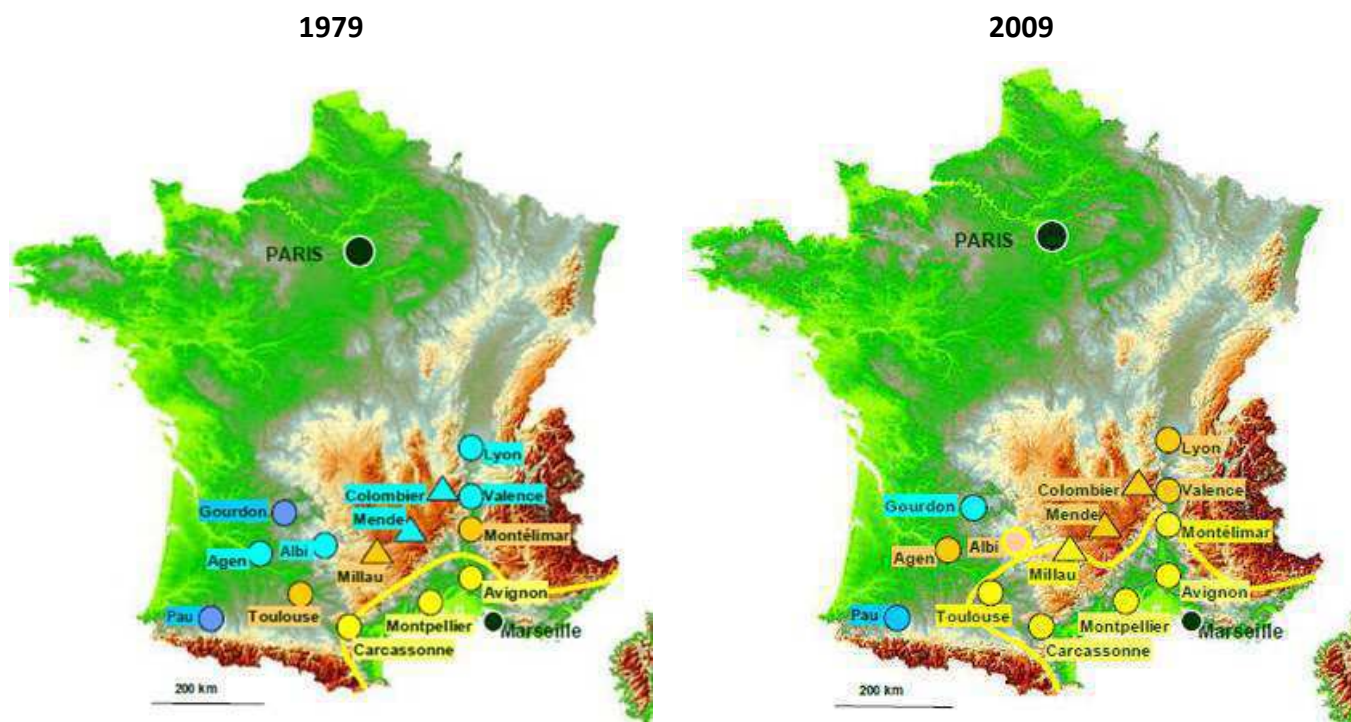 1979
PARIS
Lyon
Colombier
Valence
Gourdon
Mende
Montélimar
Albi
Agen
Millau
Avignon
Pau
Toulouse
Montpellier
Marseille
Carcassonne
200 km
2009
PARIS
Lyon
Colombier
Valence
Gourdon
Mende
Montélimar
Albi
Agen
Millau
Avignon
Pau
Toulouse
Montpellier
Marseille
Carcassonne
200 km